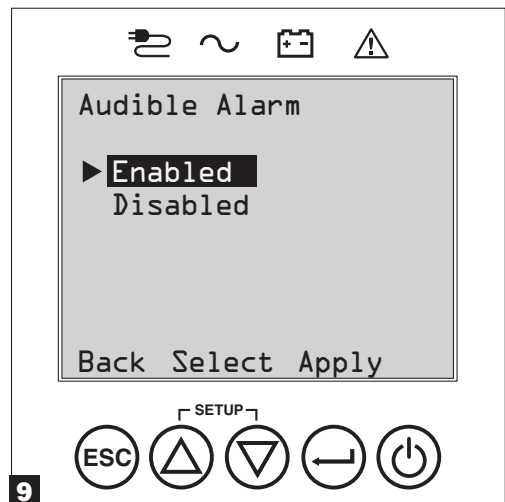 Audible Alarm
Enabled
Disabled
Back Select Apply
SETUP
ESC
9